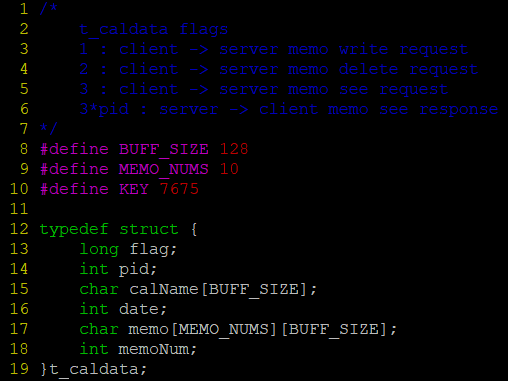 1 /*
2     t_caldata flags
3     1 : client -> server memo write request
4     2 : client -> server memo delete request
5     3 : client -> server memo see request
6     3*pid : server -> client memo see response
7 */
8 #define BUFF_SIZE 128
9 #define MEMO_NUMS 10
10 #define KEY 7675
11
12 typedef struct {
13     long flag;
14     int pid;
15     char calName[BUFF_SIZE];
16     int date;
17     char memo[MEMO_NUMS][BUFF_SIZE];
18     int memoNum;
19 }t_caldata;